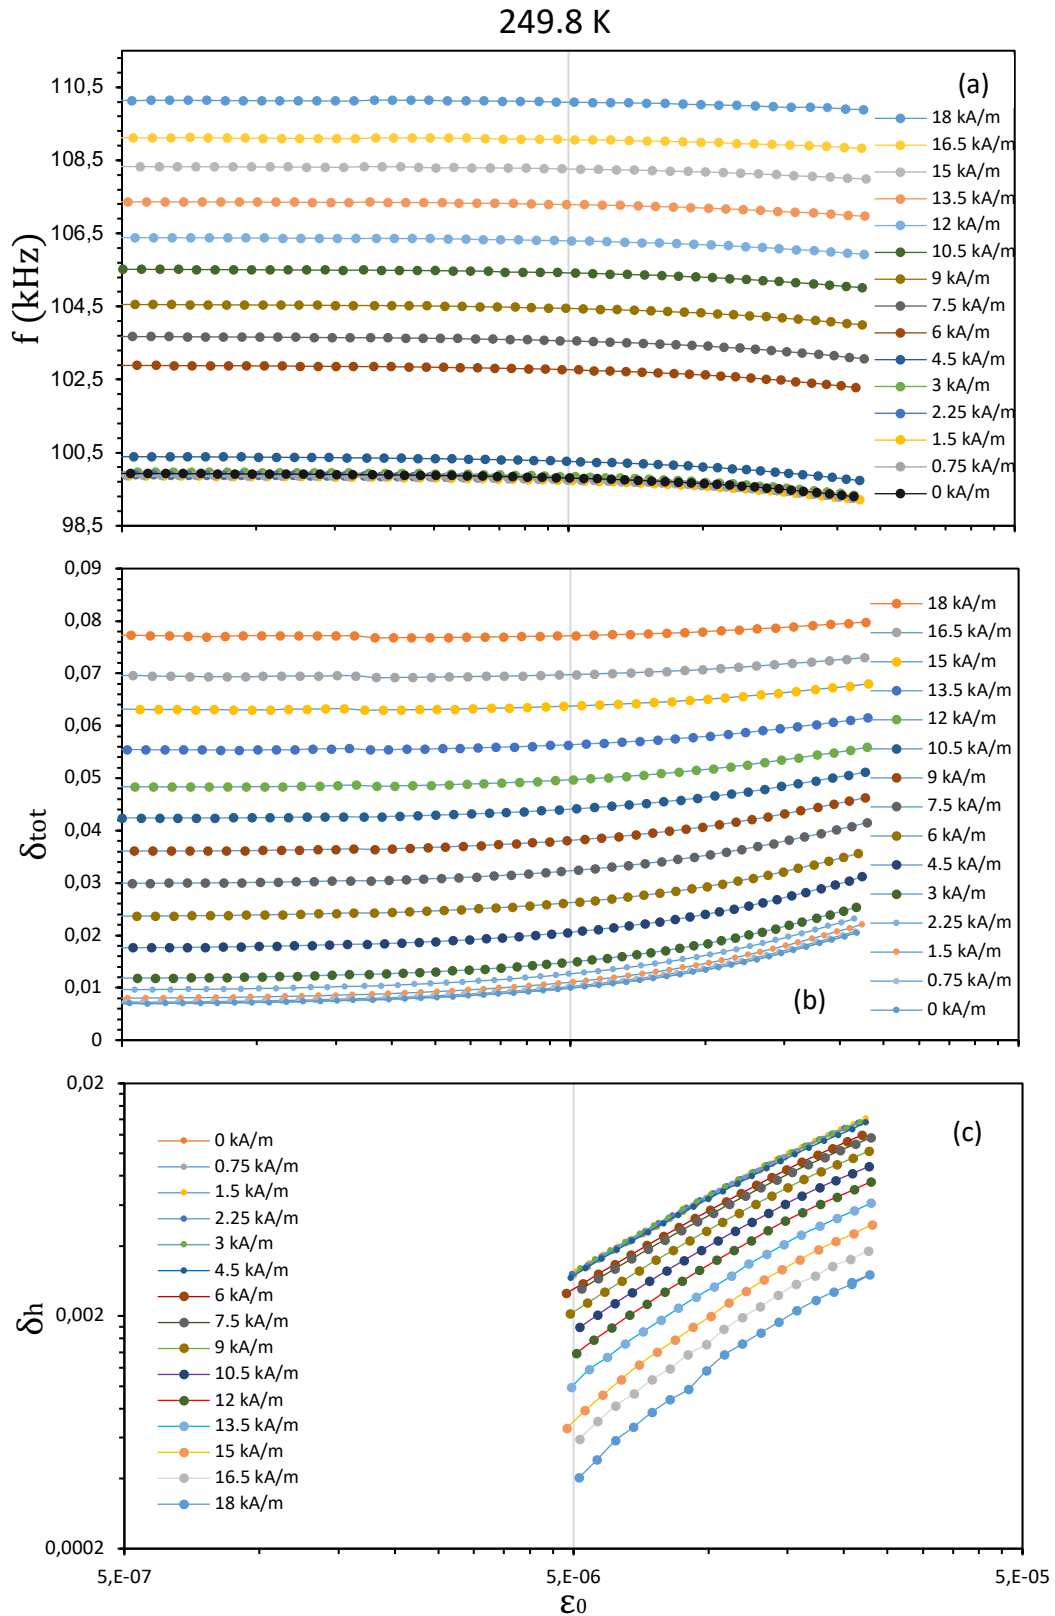 249.8 K
(a)
110,5
108,5
106,5
104,5
102,5
100,5
98,5
f (kHz)
18 kA/m
16.5 kA/m
15 kA/m
13.5 kA/m
12 kA/m
10.5 kA/m
9 kA/m
7.5 kA/m
6 kA/m
4.5 kA/m
3 kA/m
2.25 kA/m
1.5 kA/m
0.75 kA/m
0 kA/m
0,09
0,08
0,07
0,06
0,05
0,04
0,03
0,02
0,01
0
δtot
18 kA/m
16.5 kA/m
15 kA/m
13.5 kA/m
12 kA/m
10.5 kA/m
9 kA/m
7.5 kA/m
6 kA/m
4.5 kA/m
3 kA/m
2.25 kA/m
1.5 kA/m
0.75 kA/m
0 kA/m
(b)
0,02
0,002
0,0002
δh
(c)
0 kA/m
0.75 kA/m
1.5 kA/m
2.25 kA/m
3 kA/m
4.5 kA/m
6 kA/m
7.5 kA/m
9 kA/m
10.5 kA/m
12 kA/m
13.5 kA/m
15 kA/m
16.5 kA/m
18 kA/m
5,E-07 5,E-06 5,E-05
ε0